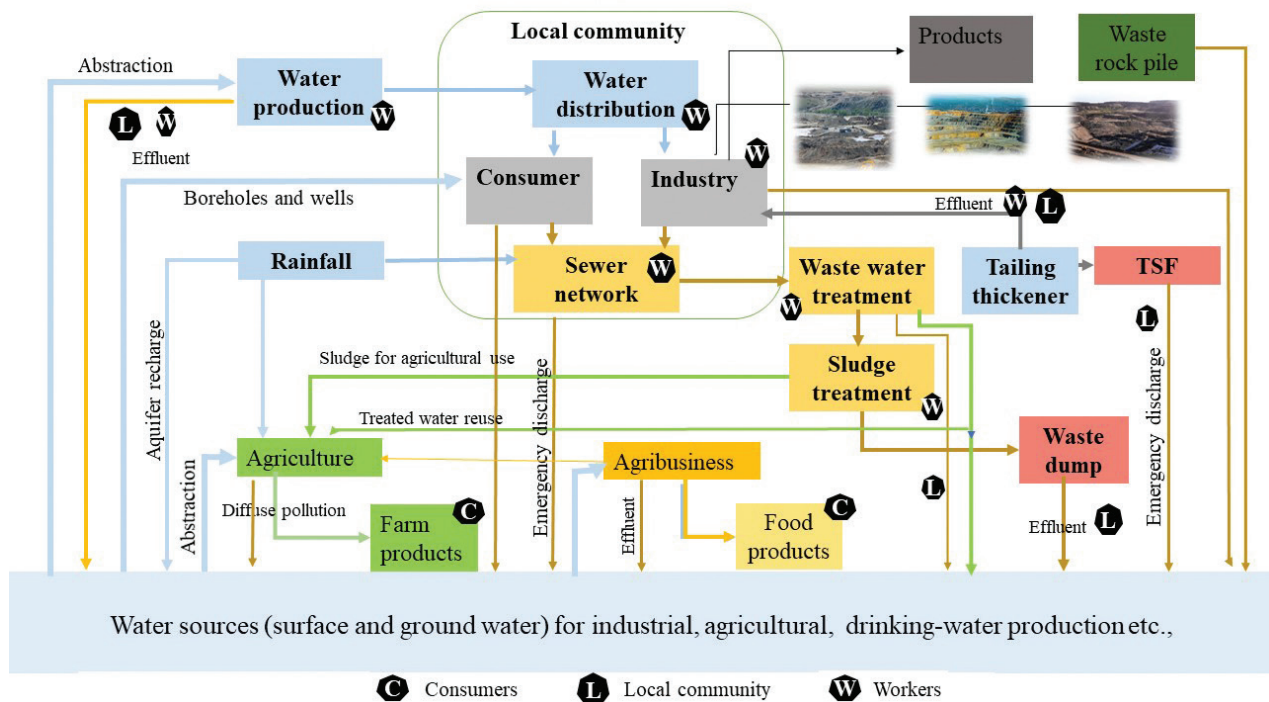 Local community
Abstraction
Water
production
W
Water
distribution
W
Products
Waste
rock pile
L
W
Effluent
Boreholes and wells
Consumer
Industry
W
Effluent
W
L
Rainfall
Sewer
network
W
Waste water
treatment
W
Tailing
thickener
TSF
L
Aquifer recharge
Sludge for agricultural use
Sludge
treatment
W
Treated water reuse
Emergency discharge
Emergency discharge
Agriculture
Agribusiness
Waste
dump
L
Abstraction
Diffuse pollution
Farm
products
C
Effluent
Food
products
C
Effluent
L
Water sources (surface and ground water) for industrial, agricultural, drinking-water production etc.,
C Consumers
L Local community
W Workers